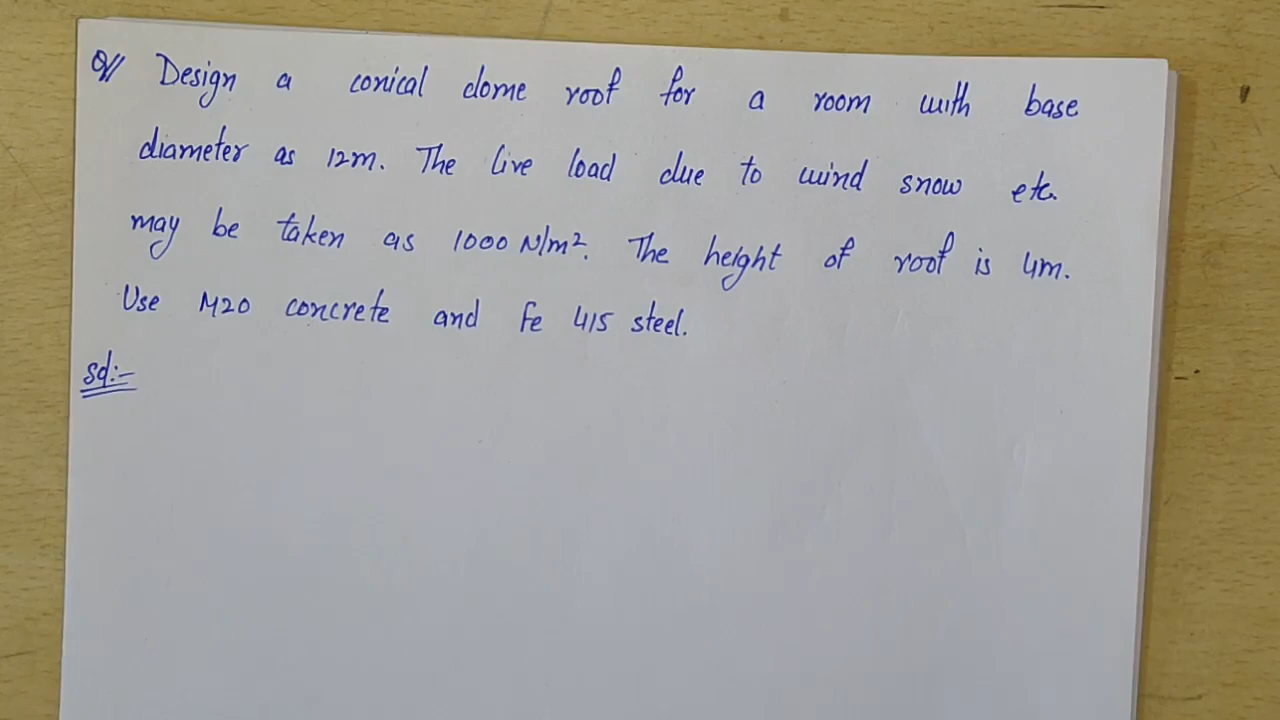 Q// Design a conical dome roof for a room with base
diameter as 12m. The live load due to wind snow etc.
may be taken as 1000 N/m². The height of roof is 4m.
Use M20 concrete and Fe 415 steel.
Sol:-